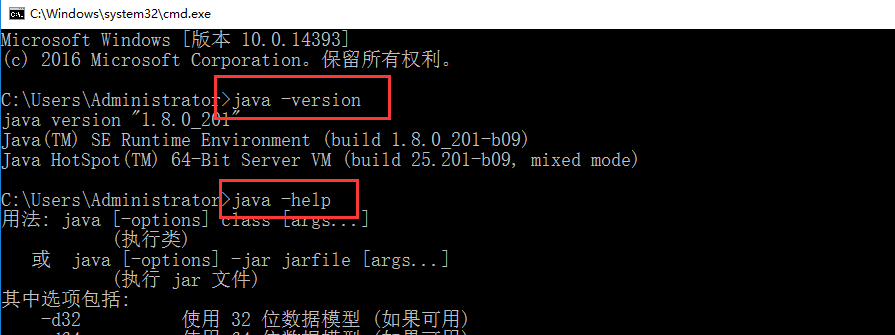 C:\Windows\system32\cmd.exe
Microsoft Windows [版本 10.0.14393]
(c) 2016 Microsoft Corporation。保留所有权利。
C:\Users\Administrator>java -version
java version "1.8.0_201"
Java(TM) SE Runtime Environment (build 1.8.0_201-b09)
Java HotSpot(TM) 64-Bit Server VM (build 25.201-b09, mixed mode)
C:\Users\Administrator>java -help
用法: java [-options] class [args...]
(执行类)
或 java [-options] -jar jarfile [args...]
(执行 jar 文件)
其中选项包括:
-d32 使用 32 位数据模型 (如果可用)